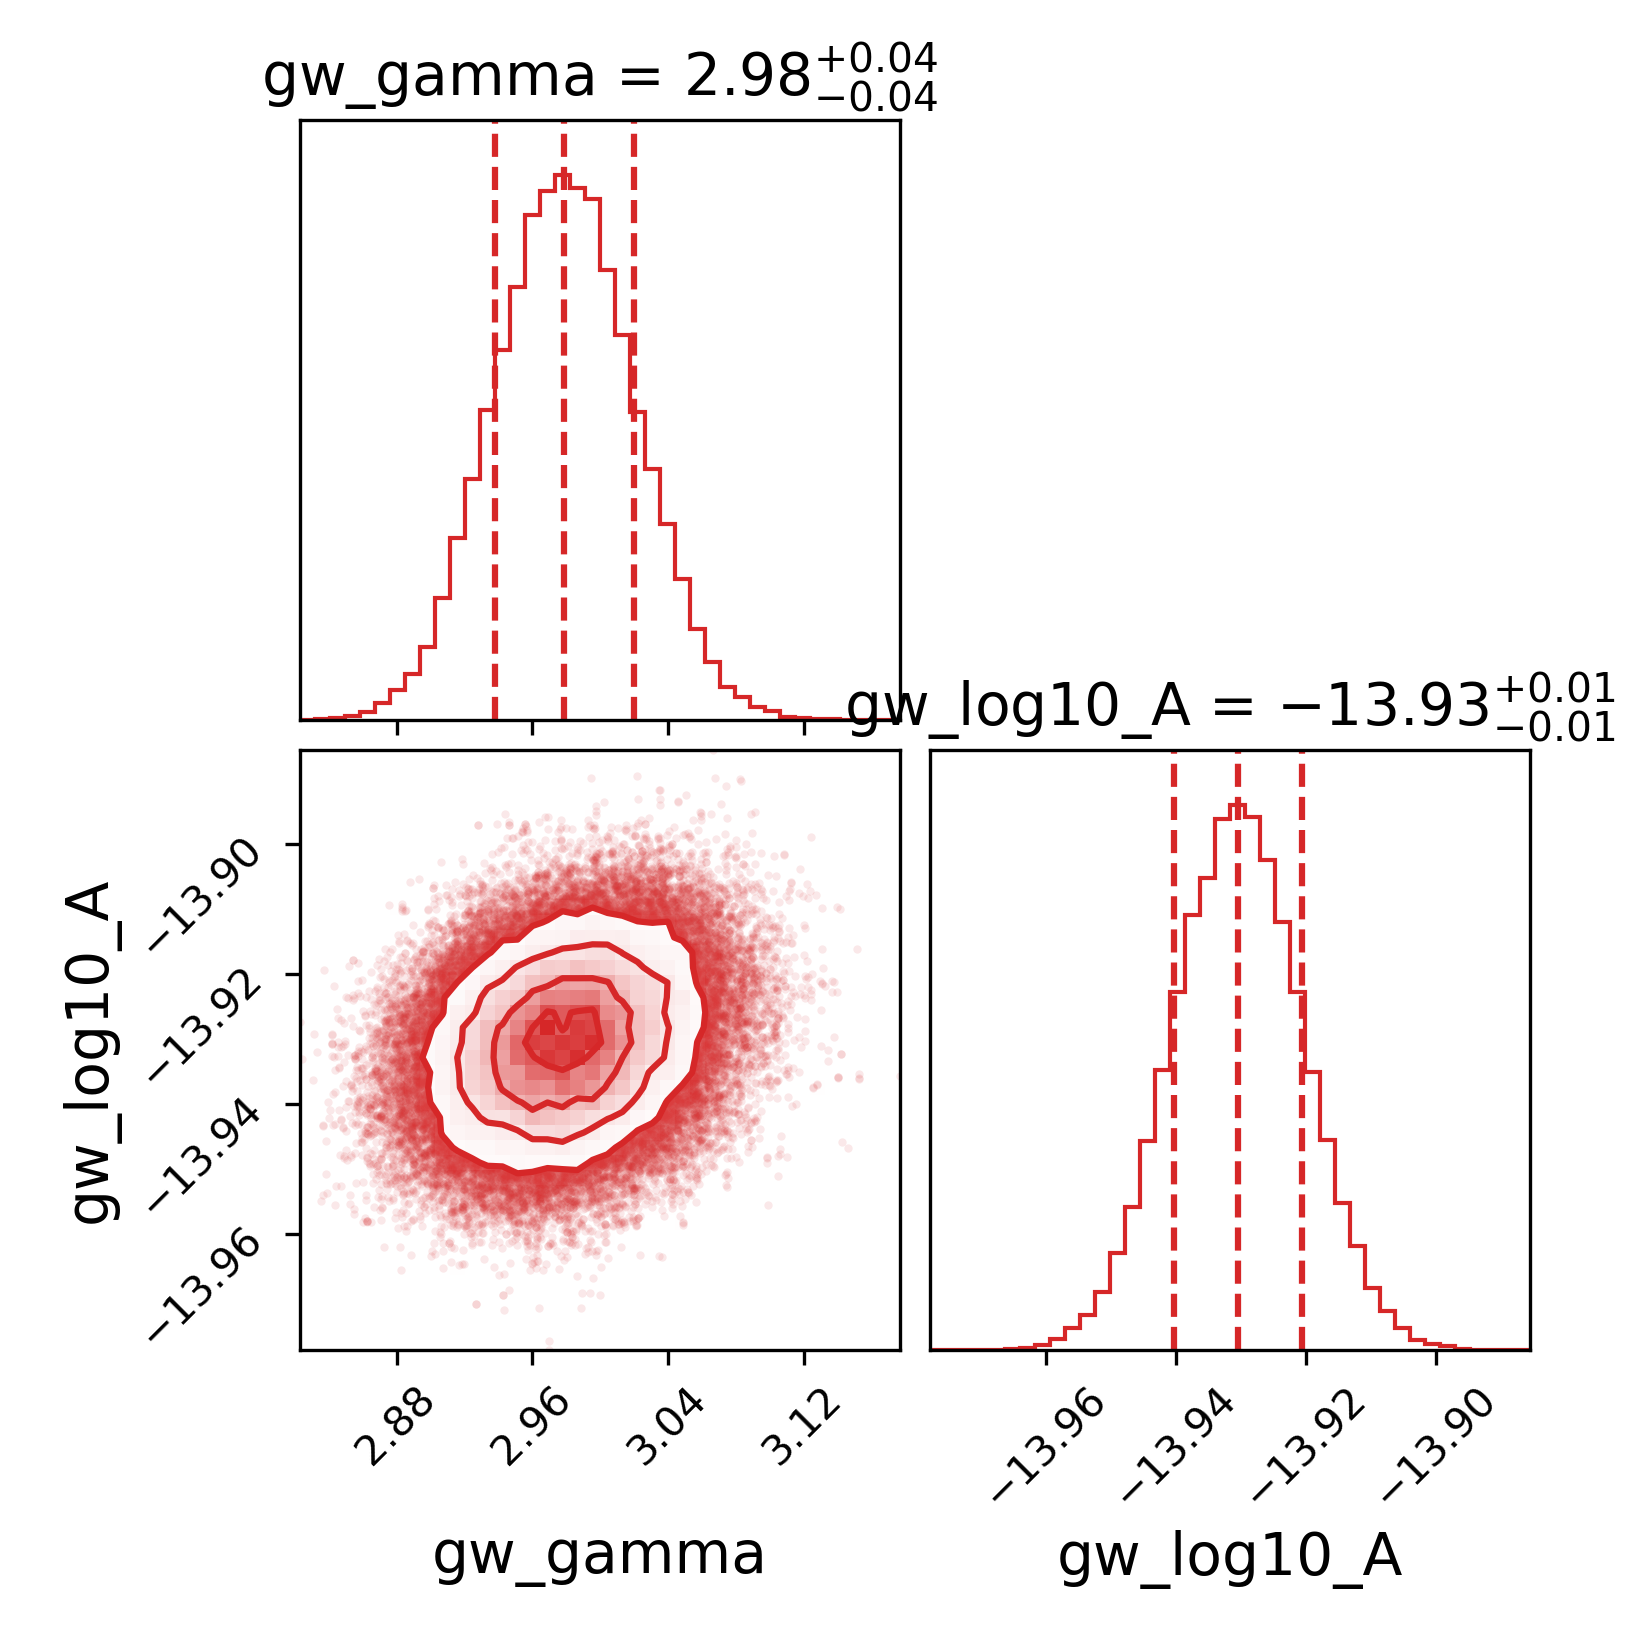 gw_gamma = 2.98+0.04 −0.04
gw_log10_A = −13.93+0.01 −0.01
gw_log10_A
−13.90
−13.92
−13.94
−13.96
2.88 2.96 3.04 3.12
−13.96 −13.94 −13.92 −13.90
gw_gamma
gw_log10_A